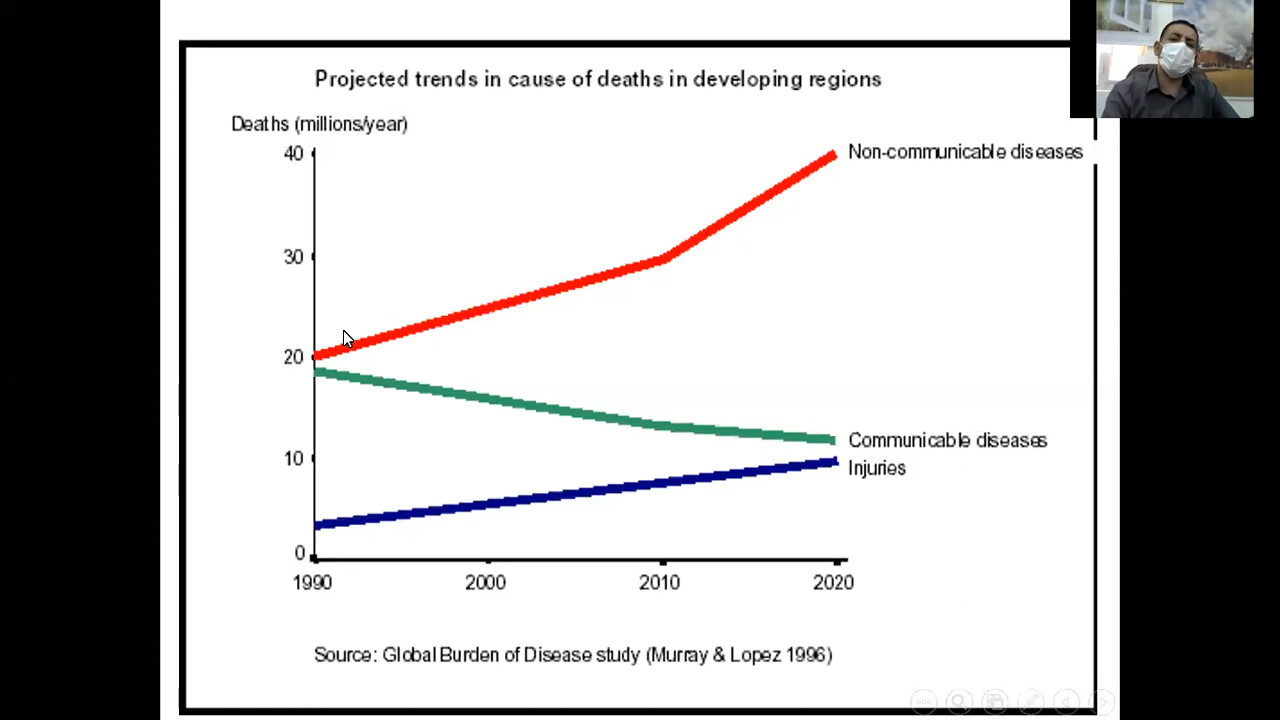 Projected trends in cause of deaths in developing regions
Deaths (millions/year)
40
Non-communicable diseases
30
20
Communicable diseases
10
Injuries
0
1990 2000 2010 2020
Source: Global Burden of Disease study (Murray & Lopez 1996)